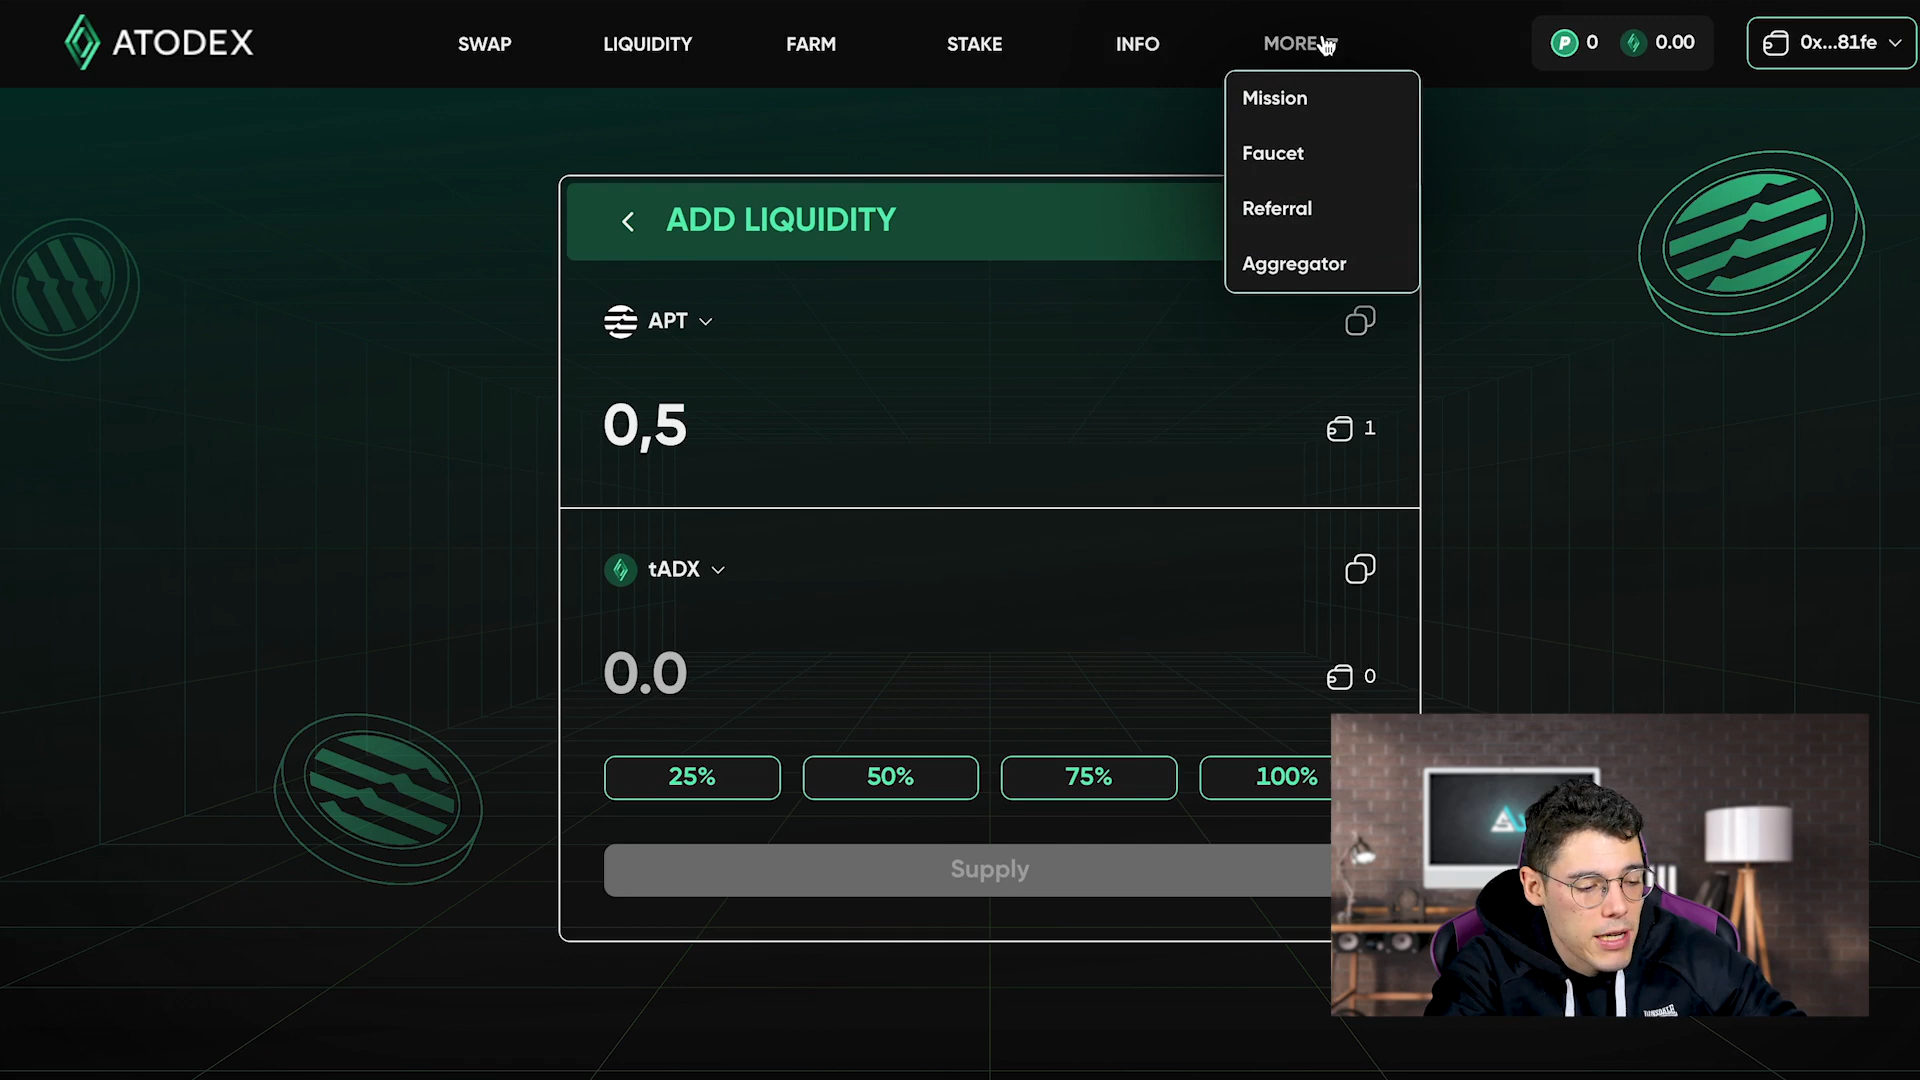 ATODEX
SWAP
LIQUIDITY
FARM
STAKE
INFO
MORE
P 0
0.00
0x...81fe
Mission
Faucet
Referral
Aggregator
ADD LIQUIDITY
APT
0,5
1
tADX
0.0
0
25%
50%
75%
100%
Supply
LONSDALE